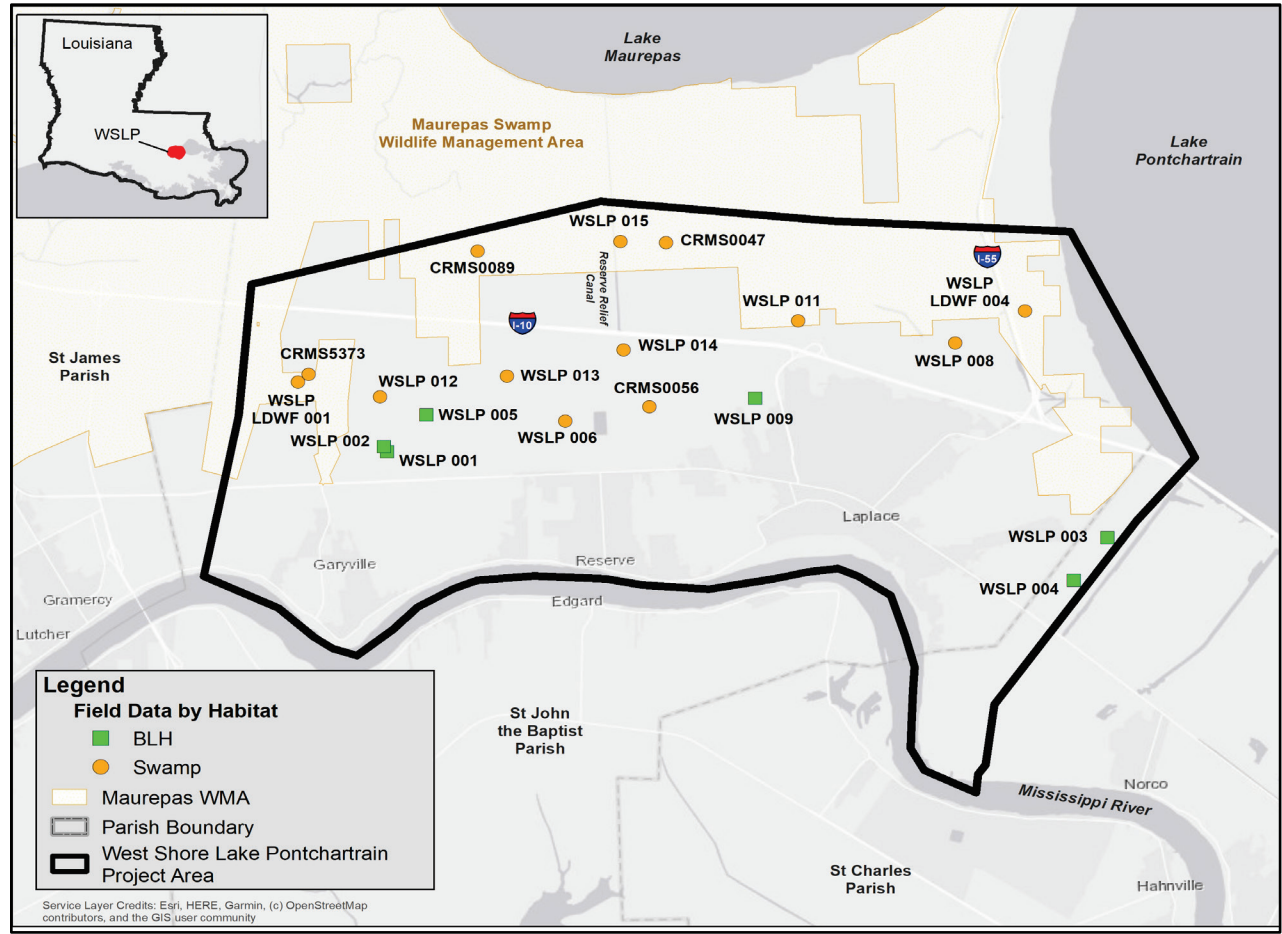 Louisiana
WSLP
Lake
Maurepas
Maurepas Swamp
Wildlife Management Area
Lake
Pontchartrain
WSLP 015
CRMS0047
CRMS0089
Reserve Relief
Canal
I-55
WSLP
LDWF 004
WSLP 011
I-10
WSLP 008
St James
Parish
CRMS5373
WSLP 014
WSLP 012
WSLP 013
CRMS0056
WSLP
LDWF 001
WSLP 005
WSLP 009
WSLP 006
WSLP 002
WSLP 001
Laplace
WSLP 003
Garyville
Reserve
WSLP 004
Gramercy
Edgard
Lutcher
St John
the Baptist
Parish
Norco
Mississippi River
St Charles
Parish
Hahnville
Legend
Field Data by Habitat
BLH
Swamp
Maurepas WMA
Parish Boundary
West Shore Lake Pontchartrain
Project Area
Service Layer Credits: Esri, HERE, Garmin, (c) OpenStreetMap
contributors, and the GIS user community